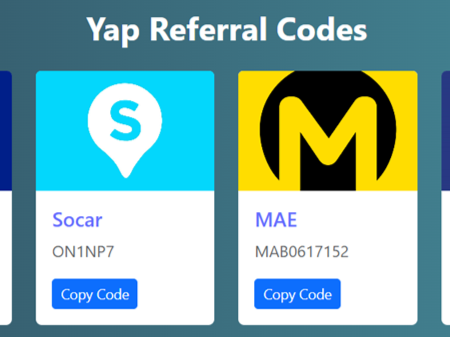 Yap Referral Codes
S
M
Socar
MAE
ON1NP7
MAB0617152
Copy Code
Copy Code